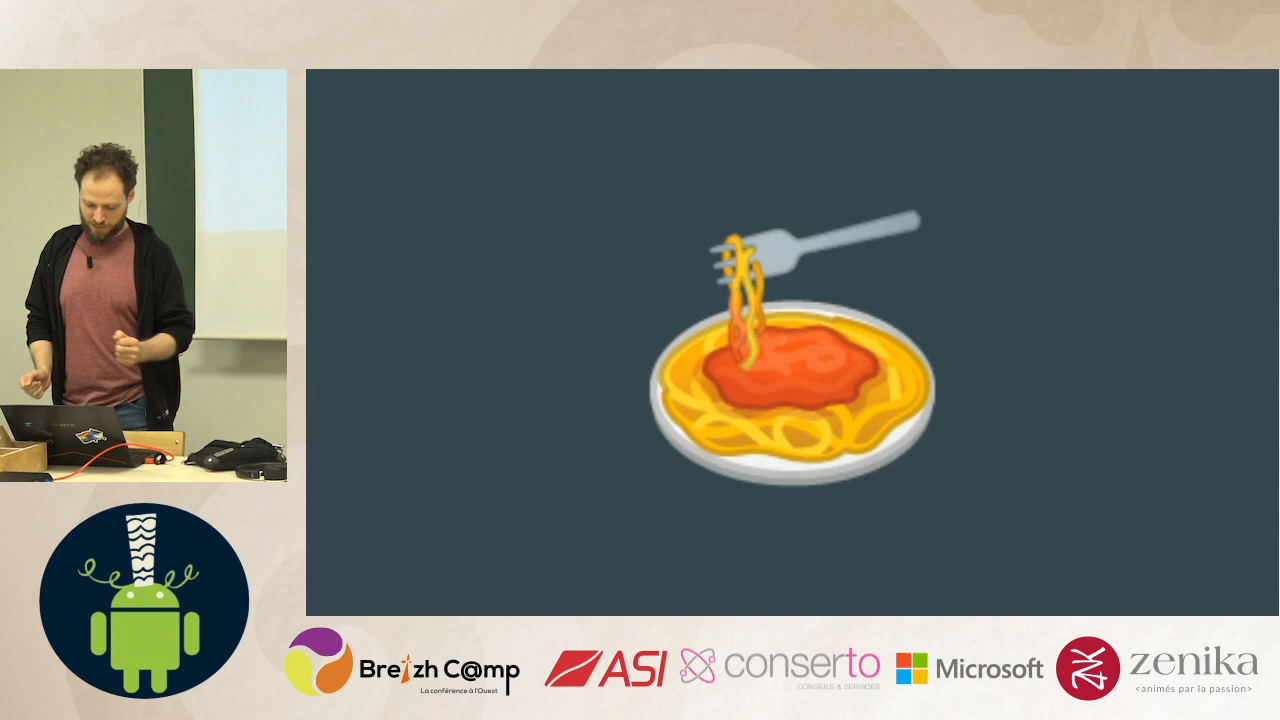 Breizh C@mp
La conférence à l'Ouest
ASI
conserto
CONSEILS & SERVICES
Microsoft
zenika
<animés par la passion>